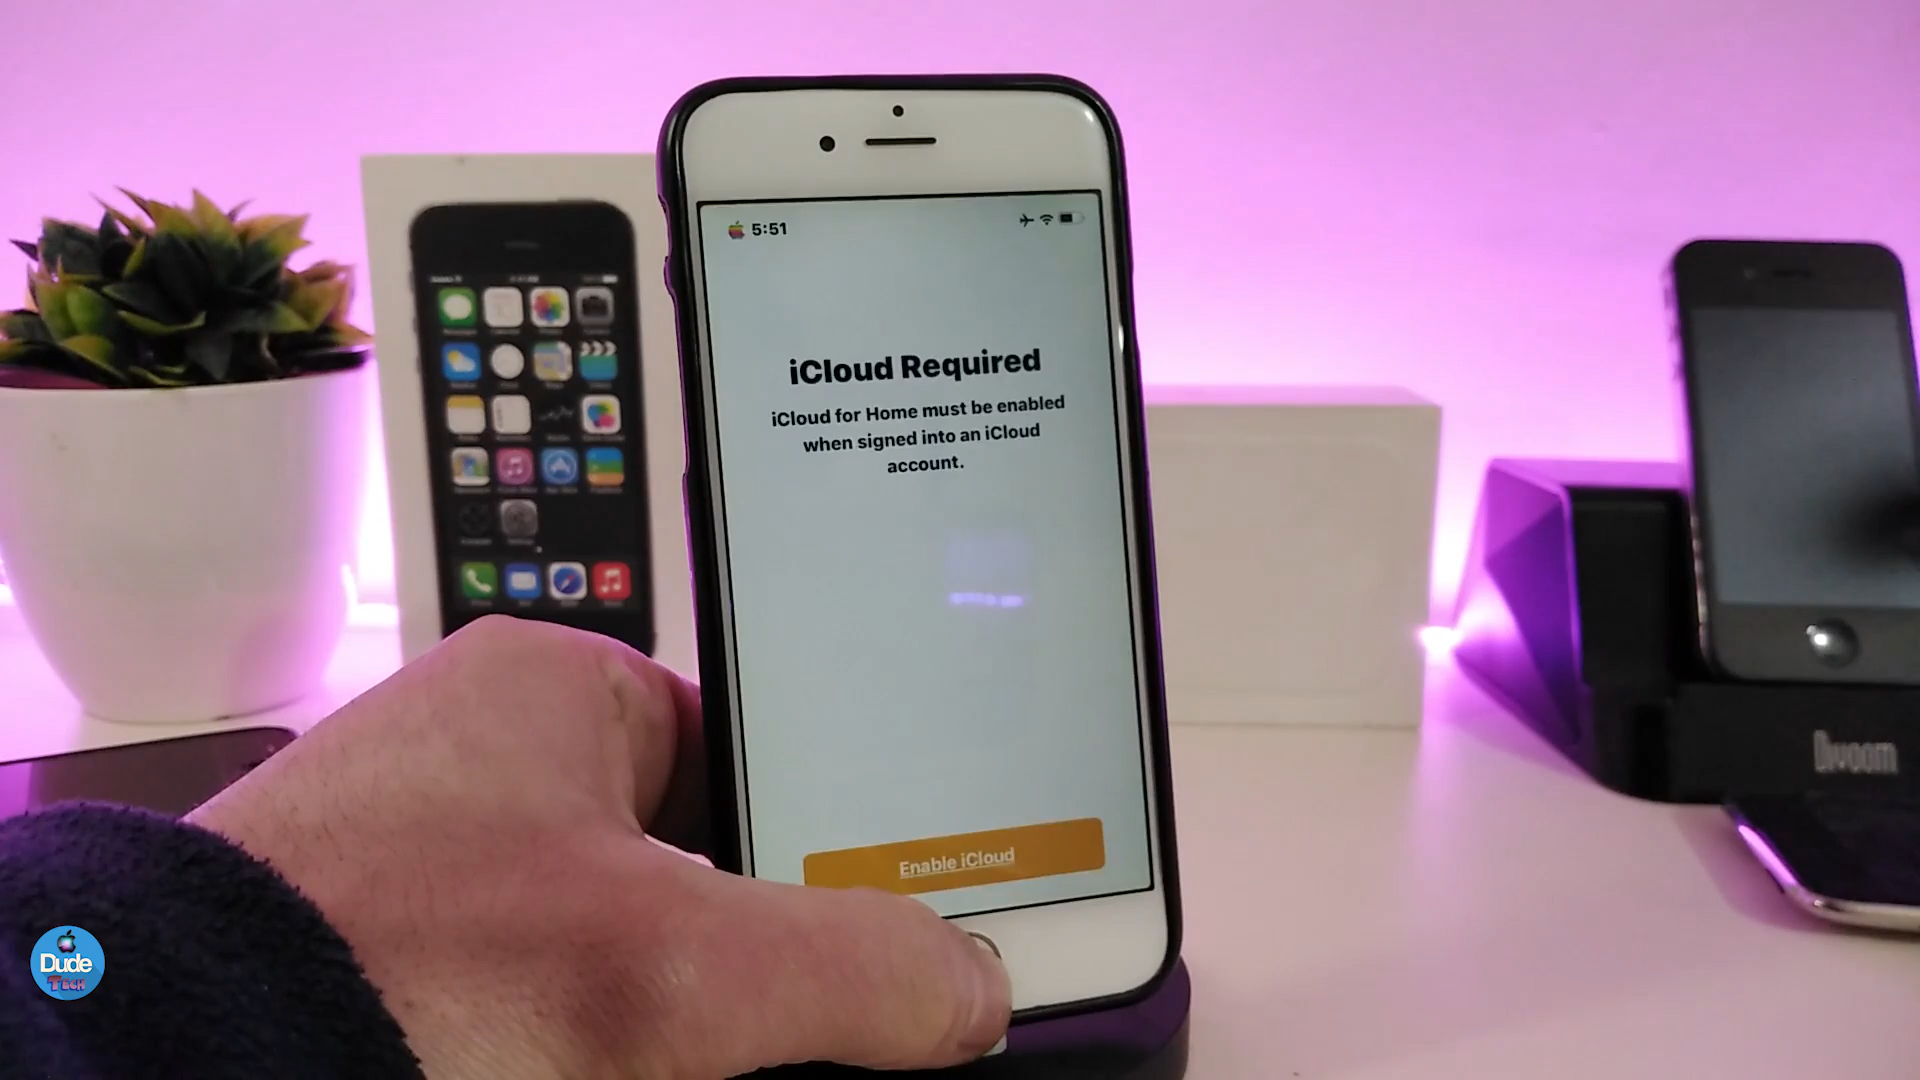 5:51
iCloud Required
iCloud for Home must be enabled
when signed into an iCloud
account.
Enable iCloud
Divoom
Dude
TECH